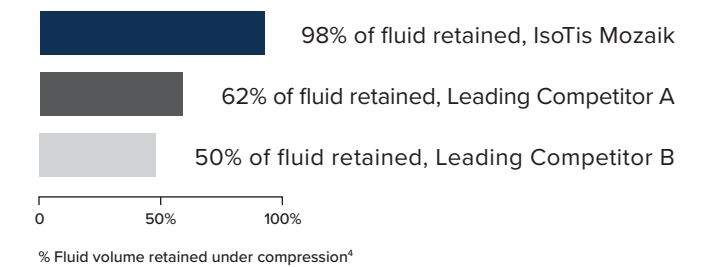 98% of fluid retained, IsoTis Mozaik
62% of fluid retained, Leading Competitor A
50% of fluid retained, Leading Competitor B
0 50% 100%
% Fluid volume retained under compression⁴